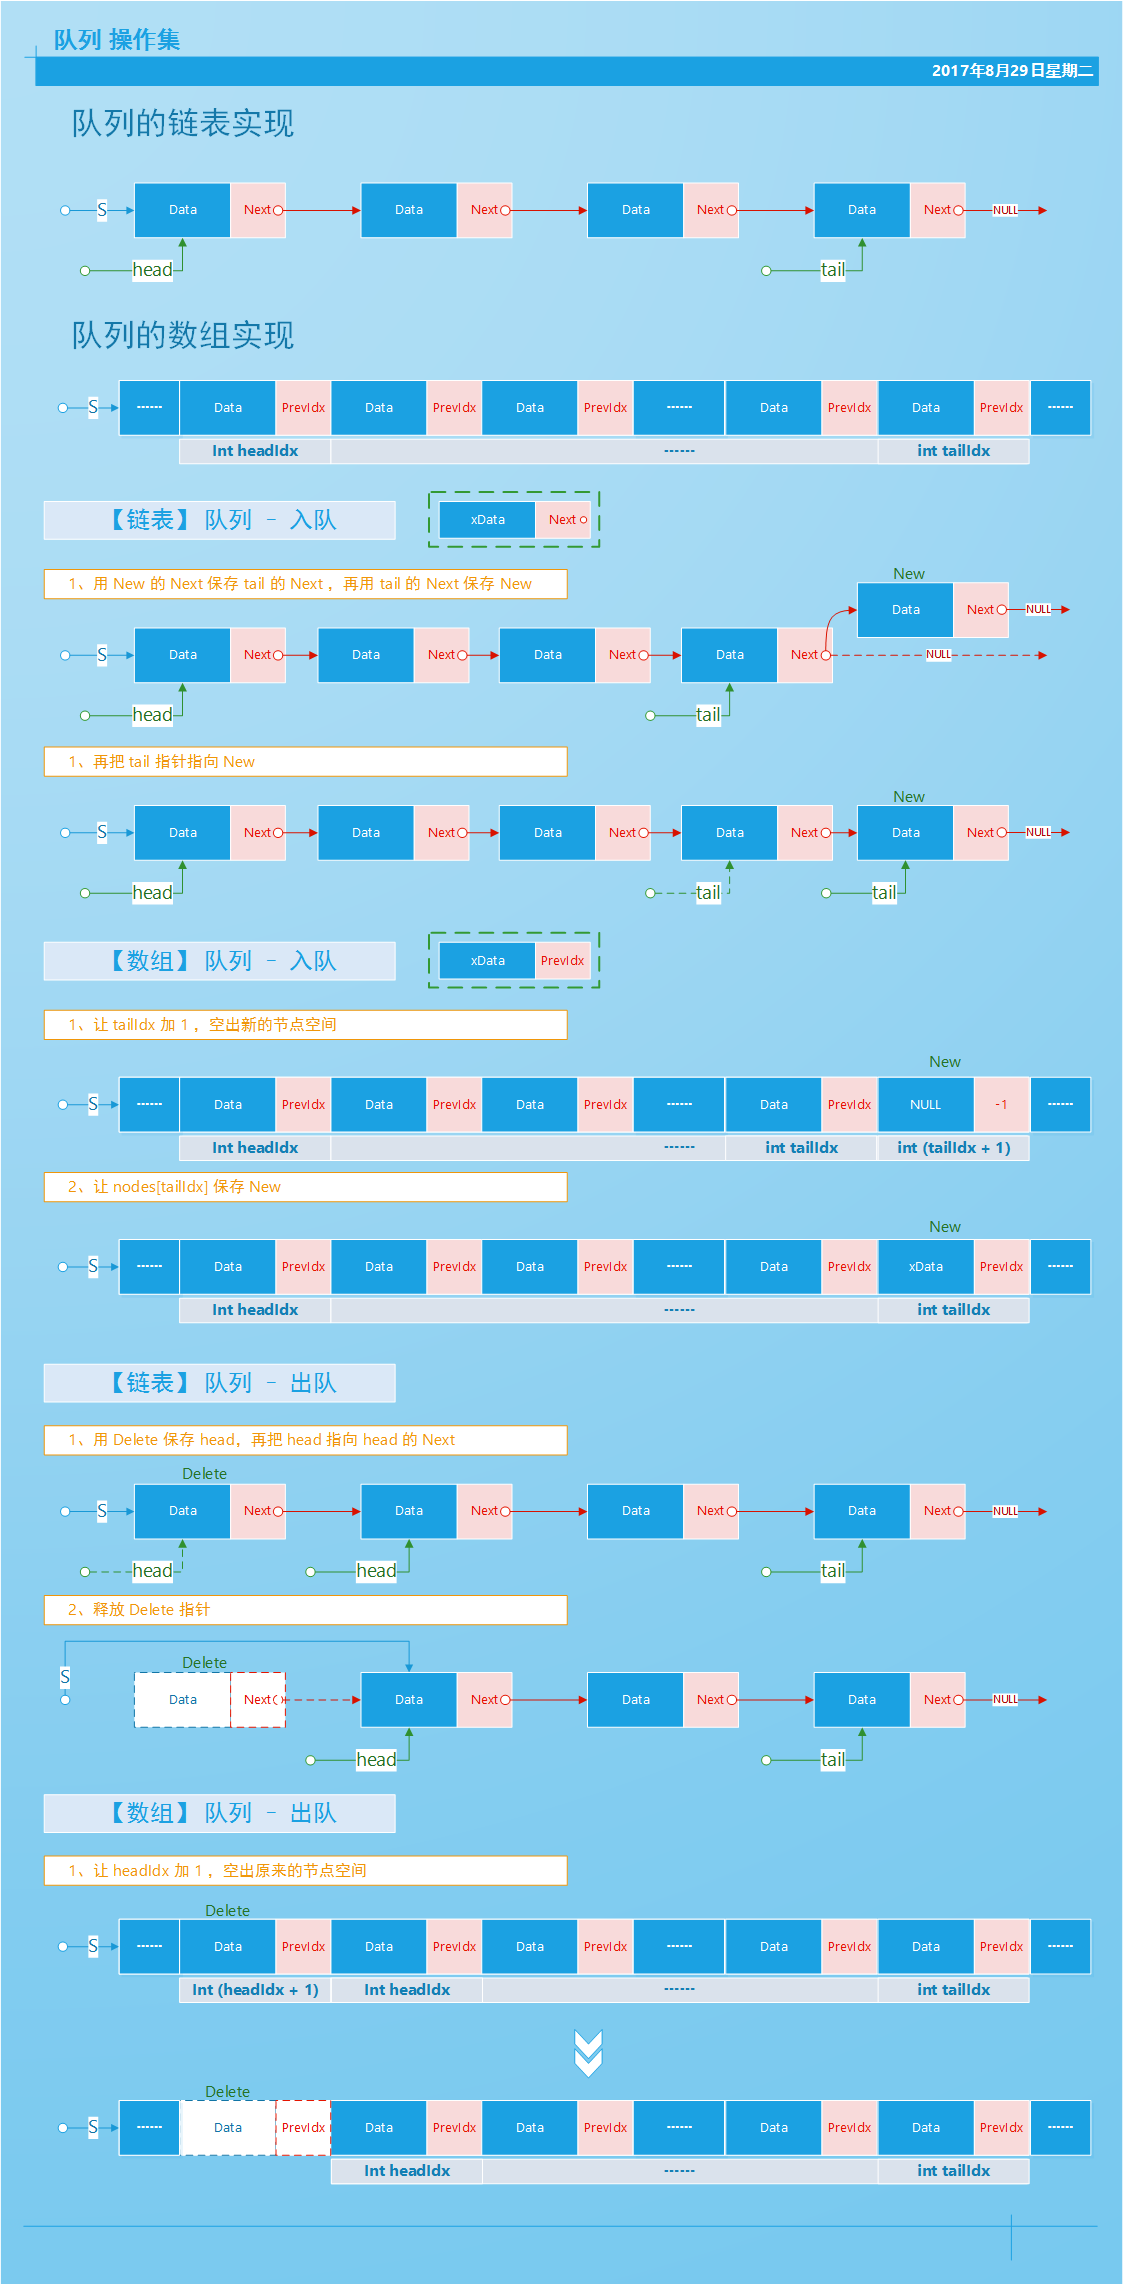 队列 操作集
2017年8月29日星期二
队列的链表实现
S Data Next Data Next Data Next Data Next NULL
head tail
队列的数组实现
S ------ Data PrevIdx Data PrevIdx Data PrevIdx ------ Data PrevIdx Data PrevIdx ------
Int headIdx ------ int tailIdx
【链表】 队列 - 入队 xData Next
1、用 New 的 Next 保存 tail 的 Next ，再用 tail 的 Next 保存 New
New
Data Next NULL
S Data Next Data Next Data Next Data Next NULL
head tail
1、再把 tail 指针指向 New
New
S Data Next Data Next Data Next Data Next Data Next NULL
head tail tail
【数组】 队列 - 入队 xData PrevIdx
1、让 tailIdx 加 1 ，空出新的节点空间
New
S ------ Data PrevIdx Data PrevIdx Data PrevIdx ------ Data PrevIdx NULL -1 ------
Int headIdx ------ int tailIdx int (tailIdx + 1)
2、让 nodes[tailIdx] 保存 New
New
S ------ Data PrevIdx Data PrevIdx Data PrevIdx ------ Data PrevIdx xData PrevIdx ------
Int headIdx ------ int tailIdx
【链表】 队列 - 出队
1、用 Delete 保存 head，再把 head 指向 head 的 Next
Delete
S Data Next Data Next Data Next Data Next NULL
head head tail
2、释放 Delete 指针
Delete
S Data Next Data Next Data Next Data Next NULL
head tail
【数组】 队列 - 出队
1、让 headIdx 加 1 ，空出原来的节点空间
Delete
S ------ Data PrevIdx Data PrevIdx Data PrevIdx ------ Data PrevIdx Data PrevIdx ------
Int (headIdx + 1) Int headIdx ------ int tailIdx
Delete
S ------ Data PrevIdx Data PrevIdx Data PrevIdx ------ Data PrevIdx Data PrevIdx ------
Int headIdx ------ int tailIdx